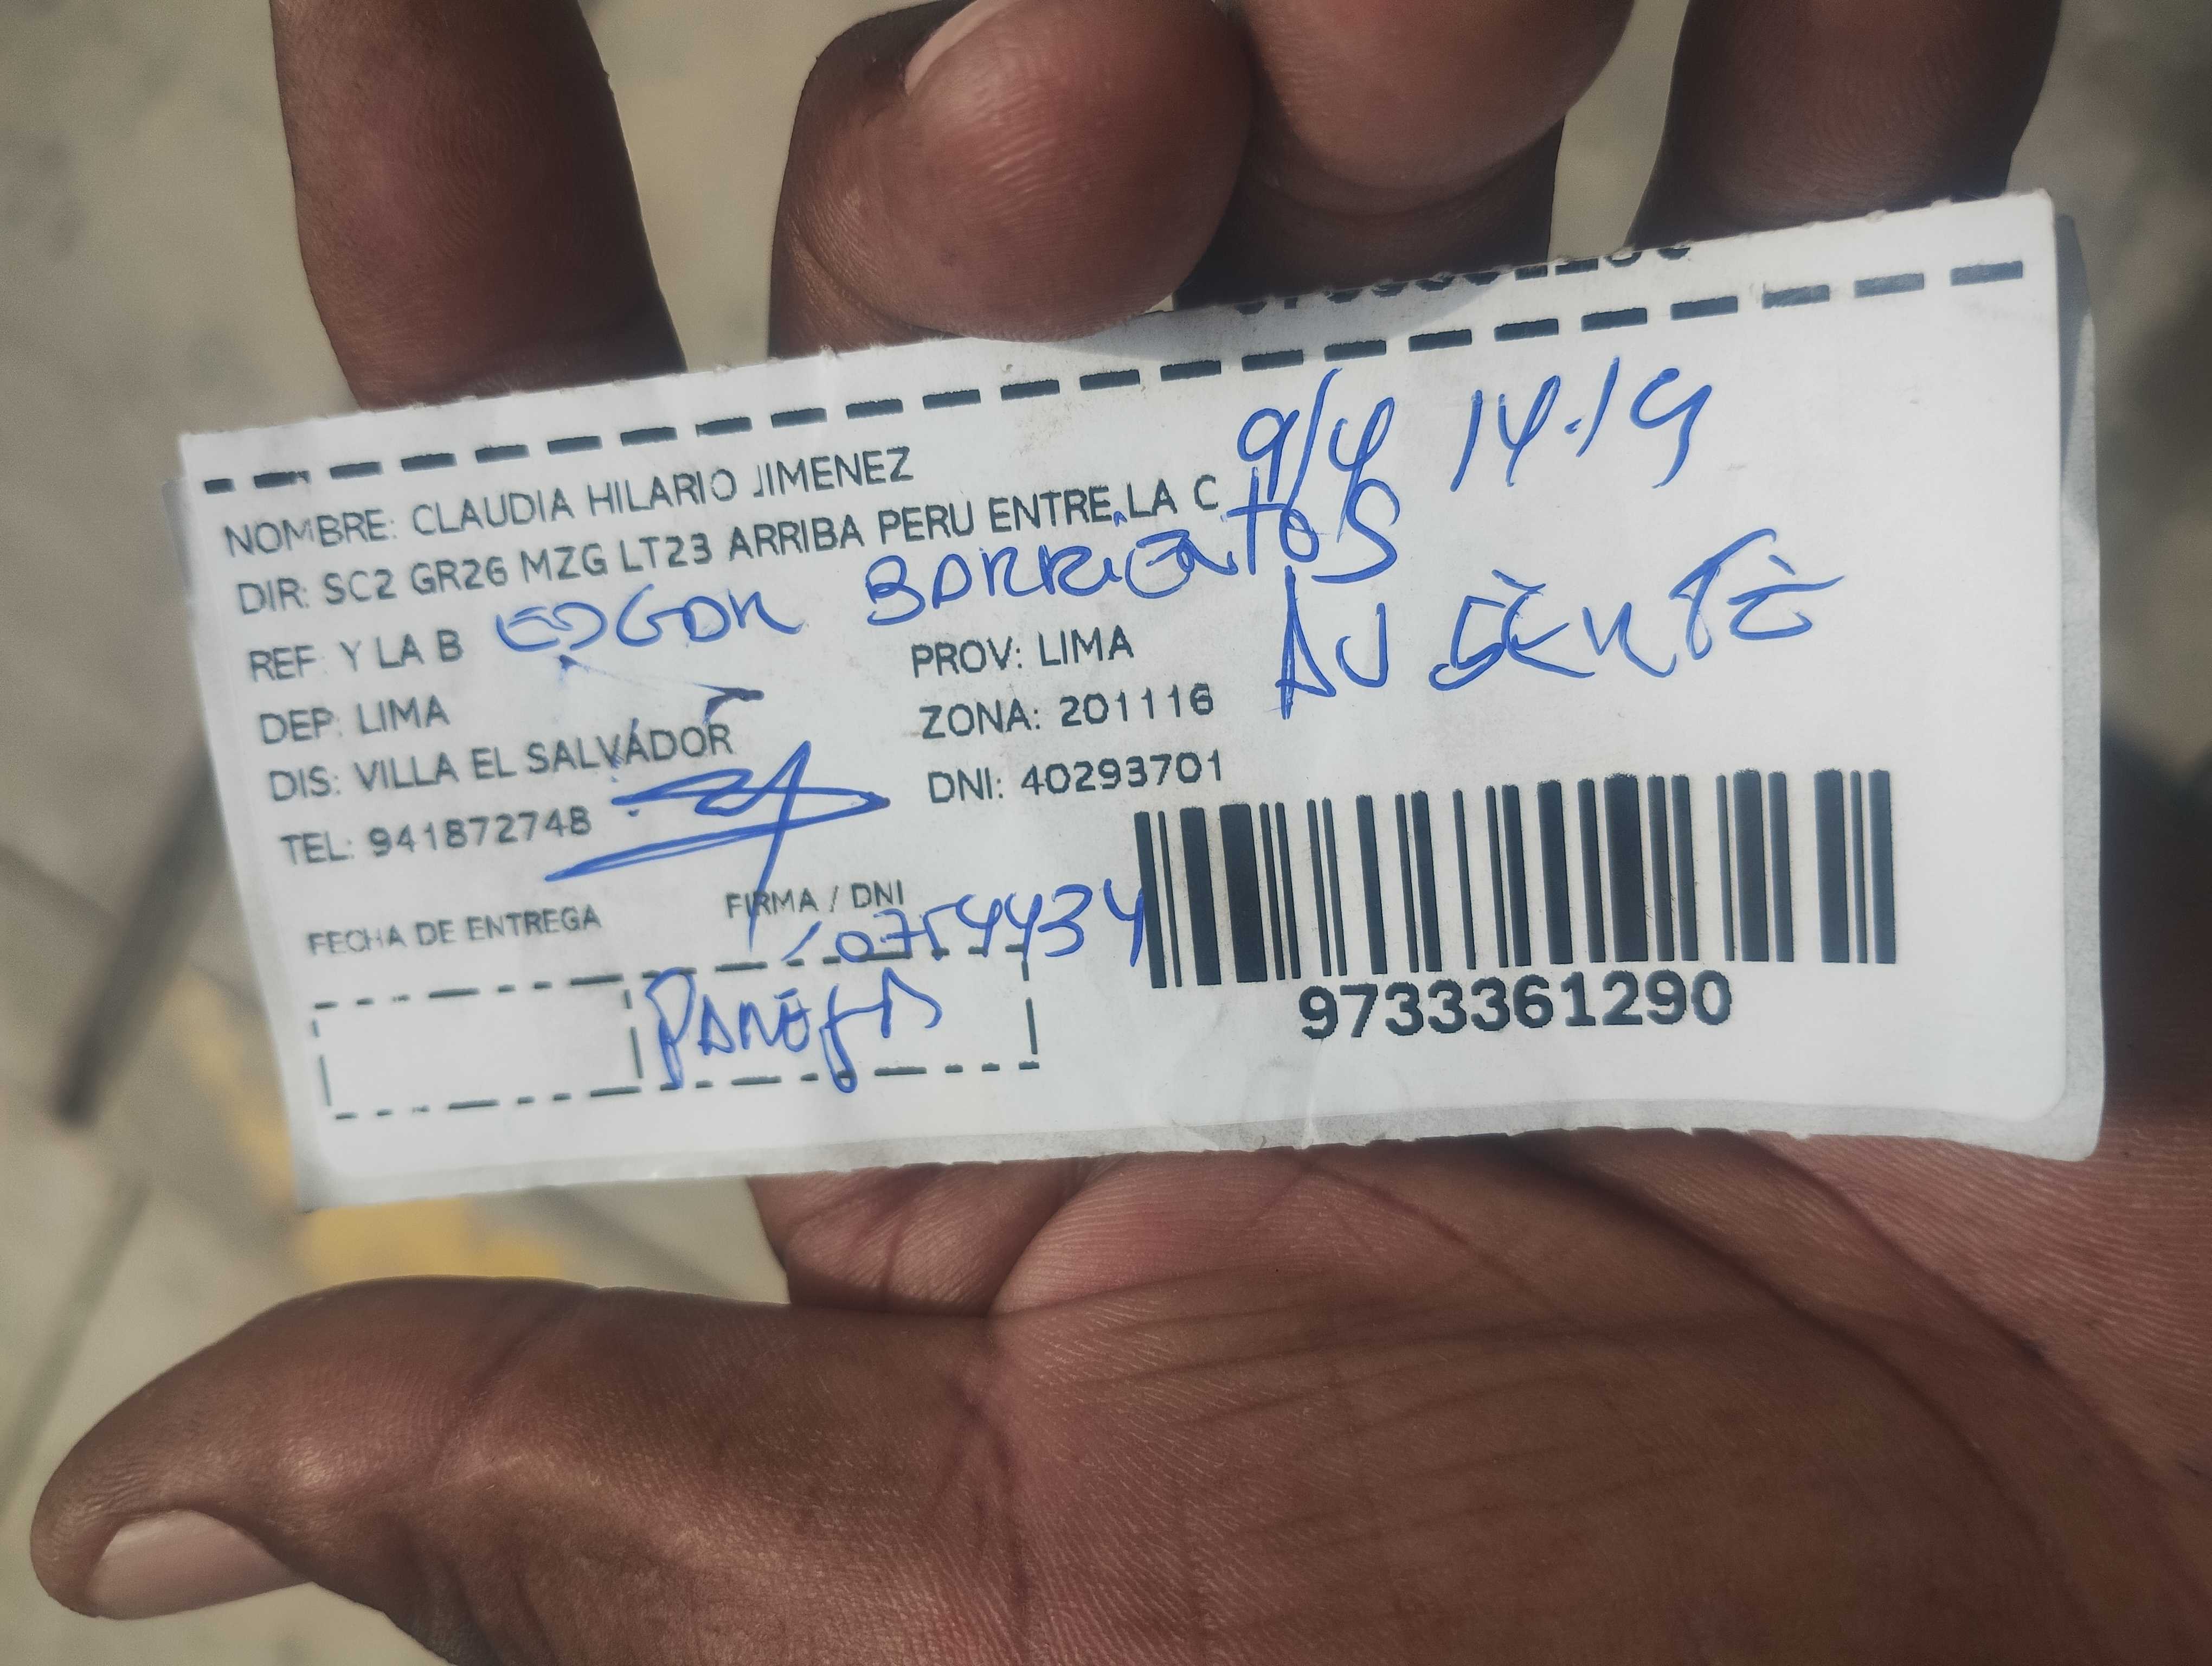 9/4 14:19
NOMBRE: CLAUDIA HILARIO JIMENEZ
DIR: SC2 GR26 MZG LT23 ARRIBA PERU ENTRE LA C
EDGAR BARRIENTOS
REF: Y LA B
AUSENTE
DEP: LIMA
PROV: LIMA
DIS: VILLA EL SALVADOR
ZONA: 201116
TEL: 941872748
DNI: 40293701
FECHA DE ENTREGA
FIRMA / DNI
PAREJA
9733361290